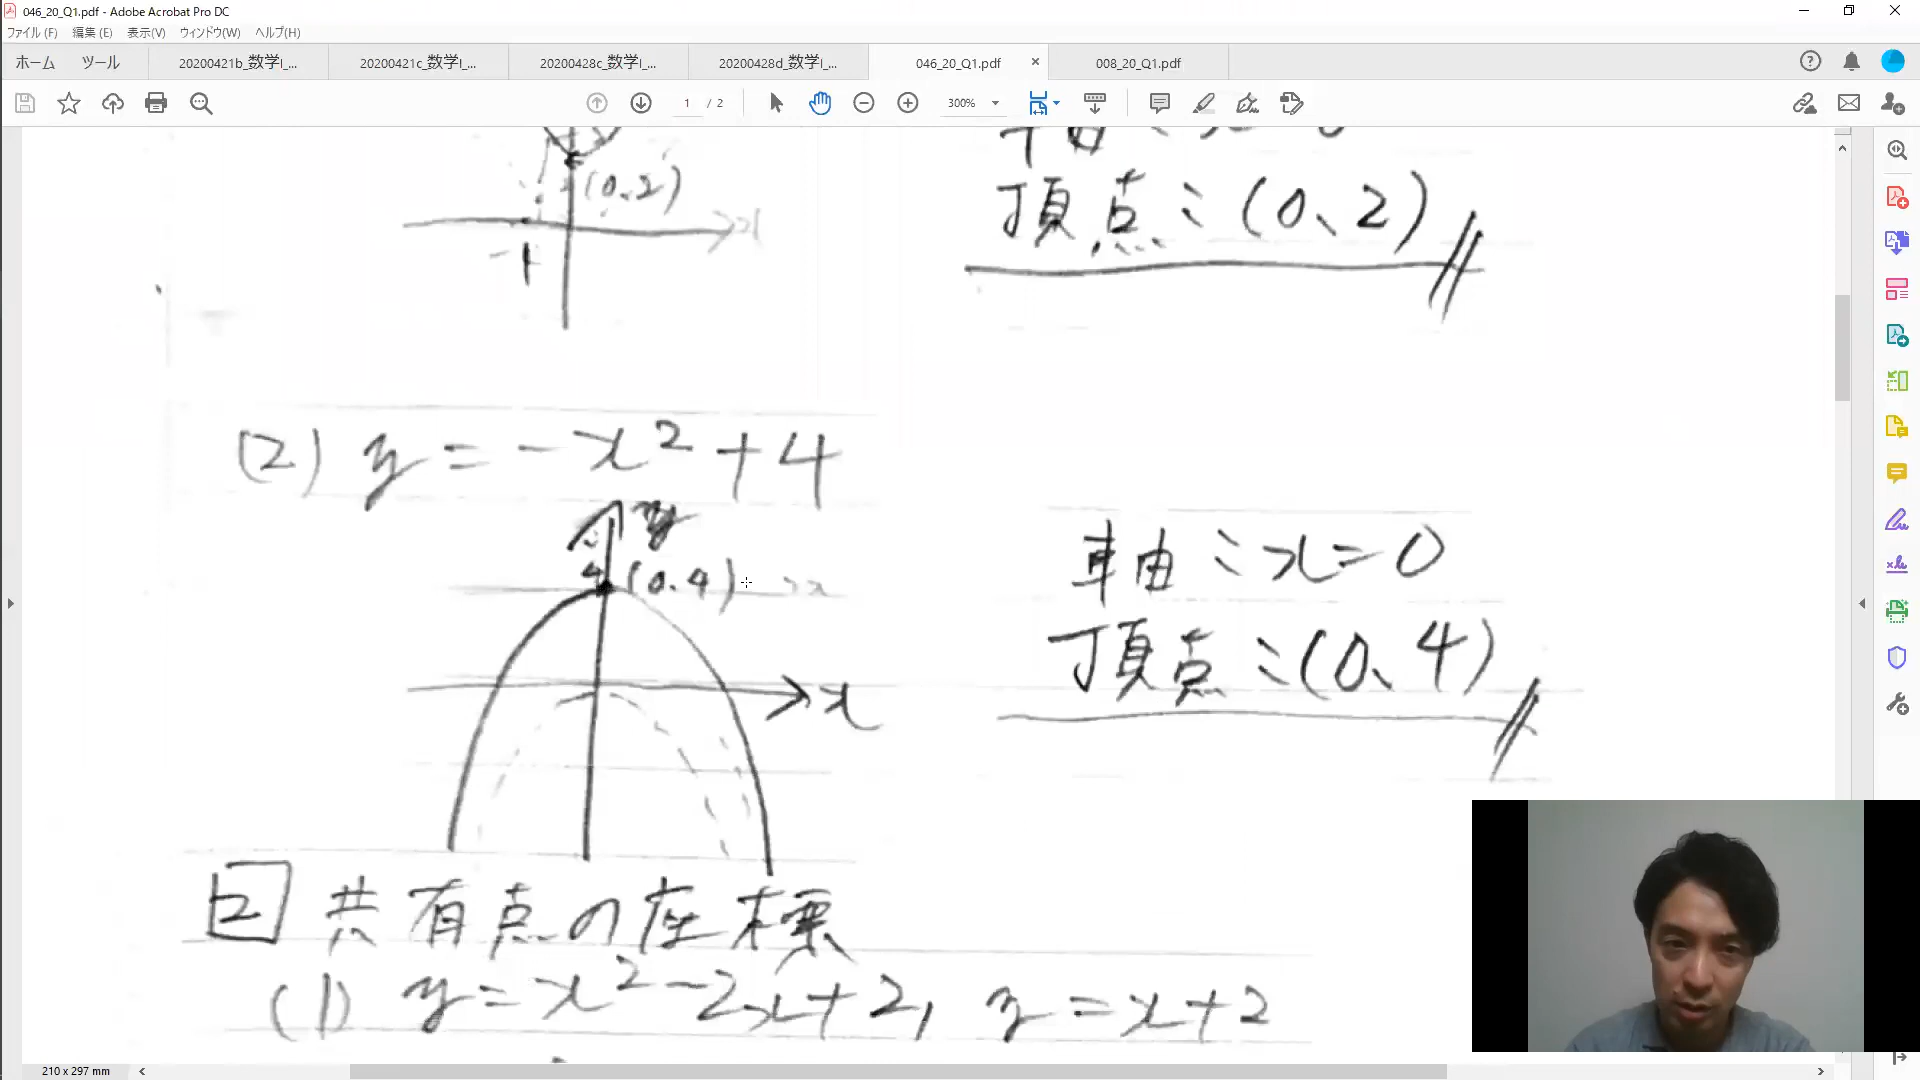 046_20_Q1.pdf - Adobe Acrobat Pro DC
ファイル(F) 編集(E) 表示(V) ウィンドウ(W) ヘルプ(H)
ホーム ツール 20200421b_数学I_... 20200421c_数学I_... 20200428c_数学I_... 20200428d_数学I_... 046_20_Q1.pdf × 008_20_Q1.pdf
1 / 2 300%
(0、2)
x
-1
頂点:(0、2)
(2) y=-x²+4
y
4 (0、4)
x
x
軸:x=0
頂点:(0、4)
2 共有点の座標
(1) y=x²-2x+2, y=x+2
210 x 297 mm